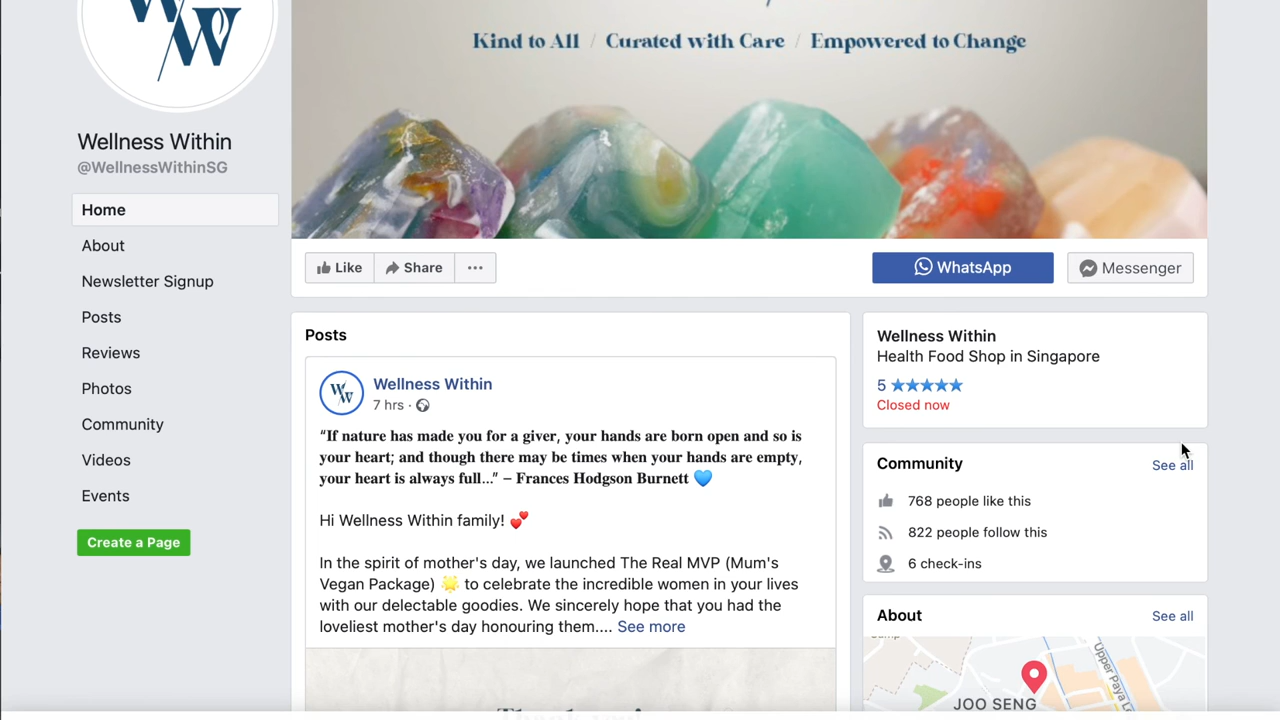 W/W
Kind to All / Curated with Care / Empowered to Change
Wellness Within
@WellnessWithinSG
Home
About
Newsletter Signup
Posts
Reviews
Photos
Community
Videos
Events
Create a Page
Like
Share
...
WhatsApp
Messenger
Posts
W/W
Wellness Within
7 hrs ·
“If nature has made you for a giver, your hands are born open and so is
your heart; and though there may be times when your hands are empty,
your heart is always full...” – Frances Hodgson Burnett 💙
Hi Wellness Within family! 💕
In the spirit of mother's day, we launched The Real MVP (Mum's
Vegan Package) 🌟 to celebrate the incredible women in your lives
with our delectable goodies. We sincerely hope that you had the
loveliest mother's day honouring them.... See more
Wellness Within
Health Food Shop in Singapore
5 ★★★★★
Closed now
Community
See all
768 people like this
822 people follow this
6 check-ins
About
See all
Upper Paya
JOO SENG